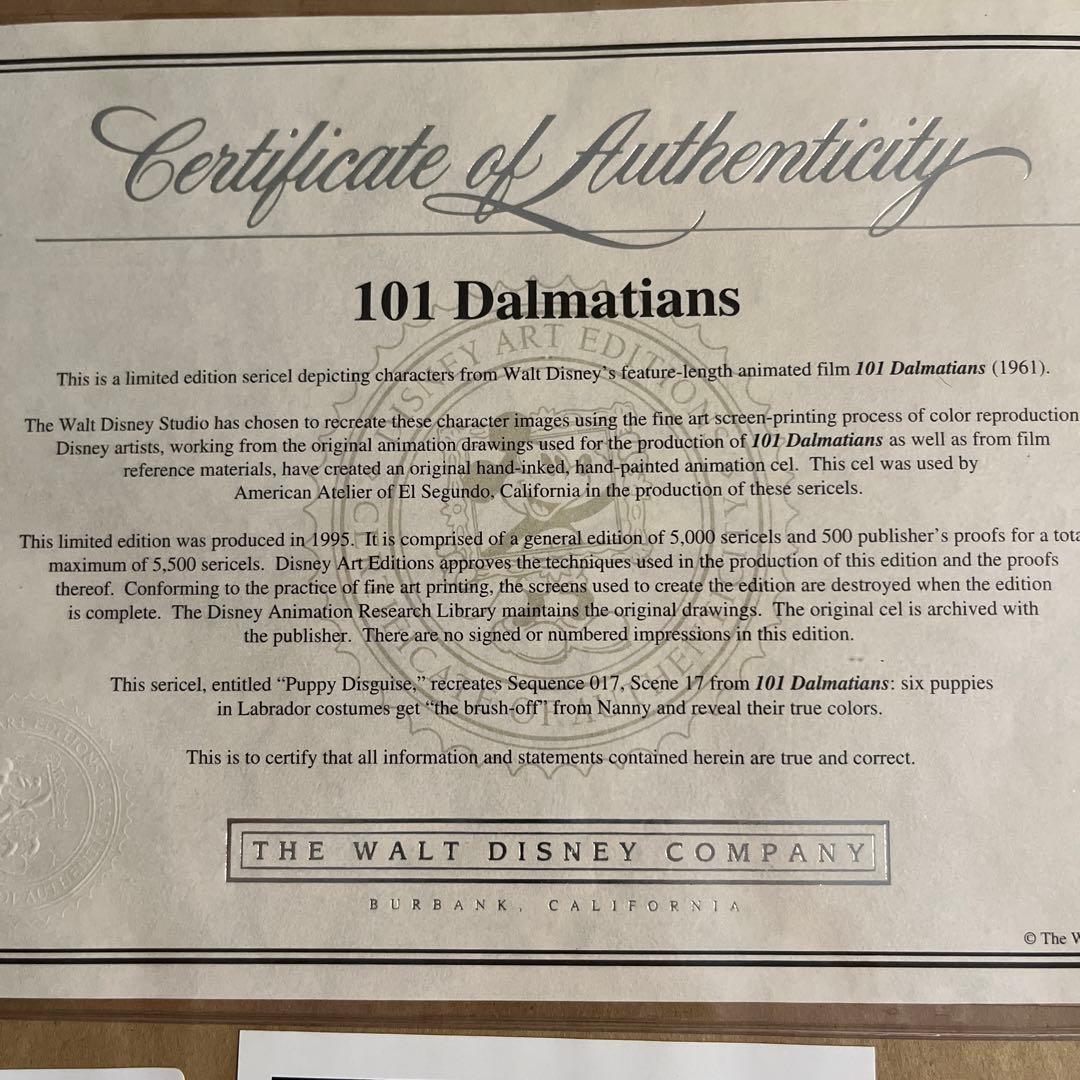 Certificate of Authenticity
101 Dalmatians
This is a limited edition sericel depicting characters from Walt Disney's feature-length animated film 101 Dalmatians (1961).
The Walt Disney Studio has chosen to recreate these character images using the fine art screen-printing process of color reproduction
Disney artists, working from the original animation drawings used for the production of 101 Dalmatians as well as from film
reference materials, have created an original hand-inked, hand-painted animation cel. This cel was used by
American Atelier of El Segundo, California in the production of these sericels.
This limited edition was produced in 1995. It is comprised of a general edition of 5,000 sericels and 500 publisher's proofs for a tota
maximum of 5,500 sericels. Disney Art Editions approves the techniques used in the production of this edition and the proofs
thereof. Conforming to the practice of fine art printing, the screens used to create the edition are destroyed when the edition
is complete. The Disney Animation Research Library maintains the original drawings. The original cel is archived with
the publisher. There are no signed or numbered impressions in this edition.
This sericel, entitled "Puppy Disguise," recreates Sequence 017, Scene 17 from 101 Dalmatians: six puppies
in Labrador costumes get "the brush-off" from Nanny and reveal their true colors.
This is to certify that all information and statements contained herein are true and correct.
THE WALT DISNEY COMPANY
BURBANK, CALIFORNIA
© The W